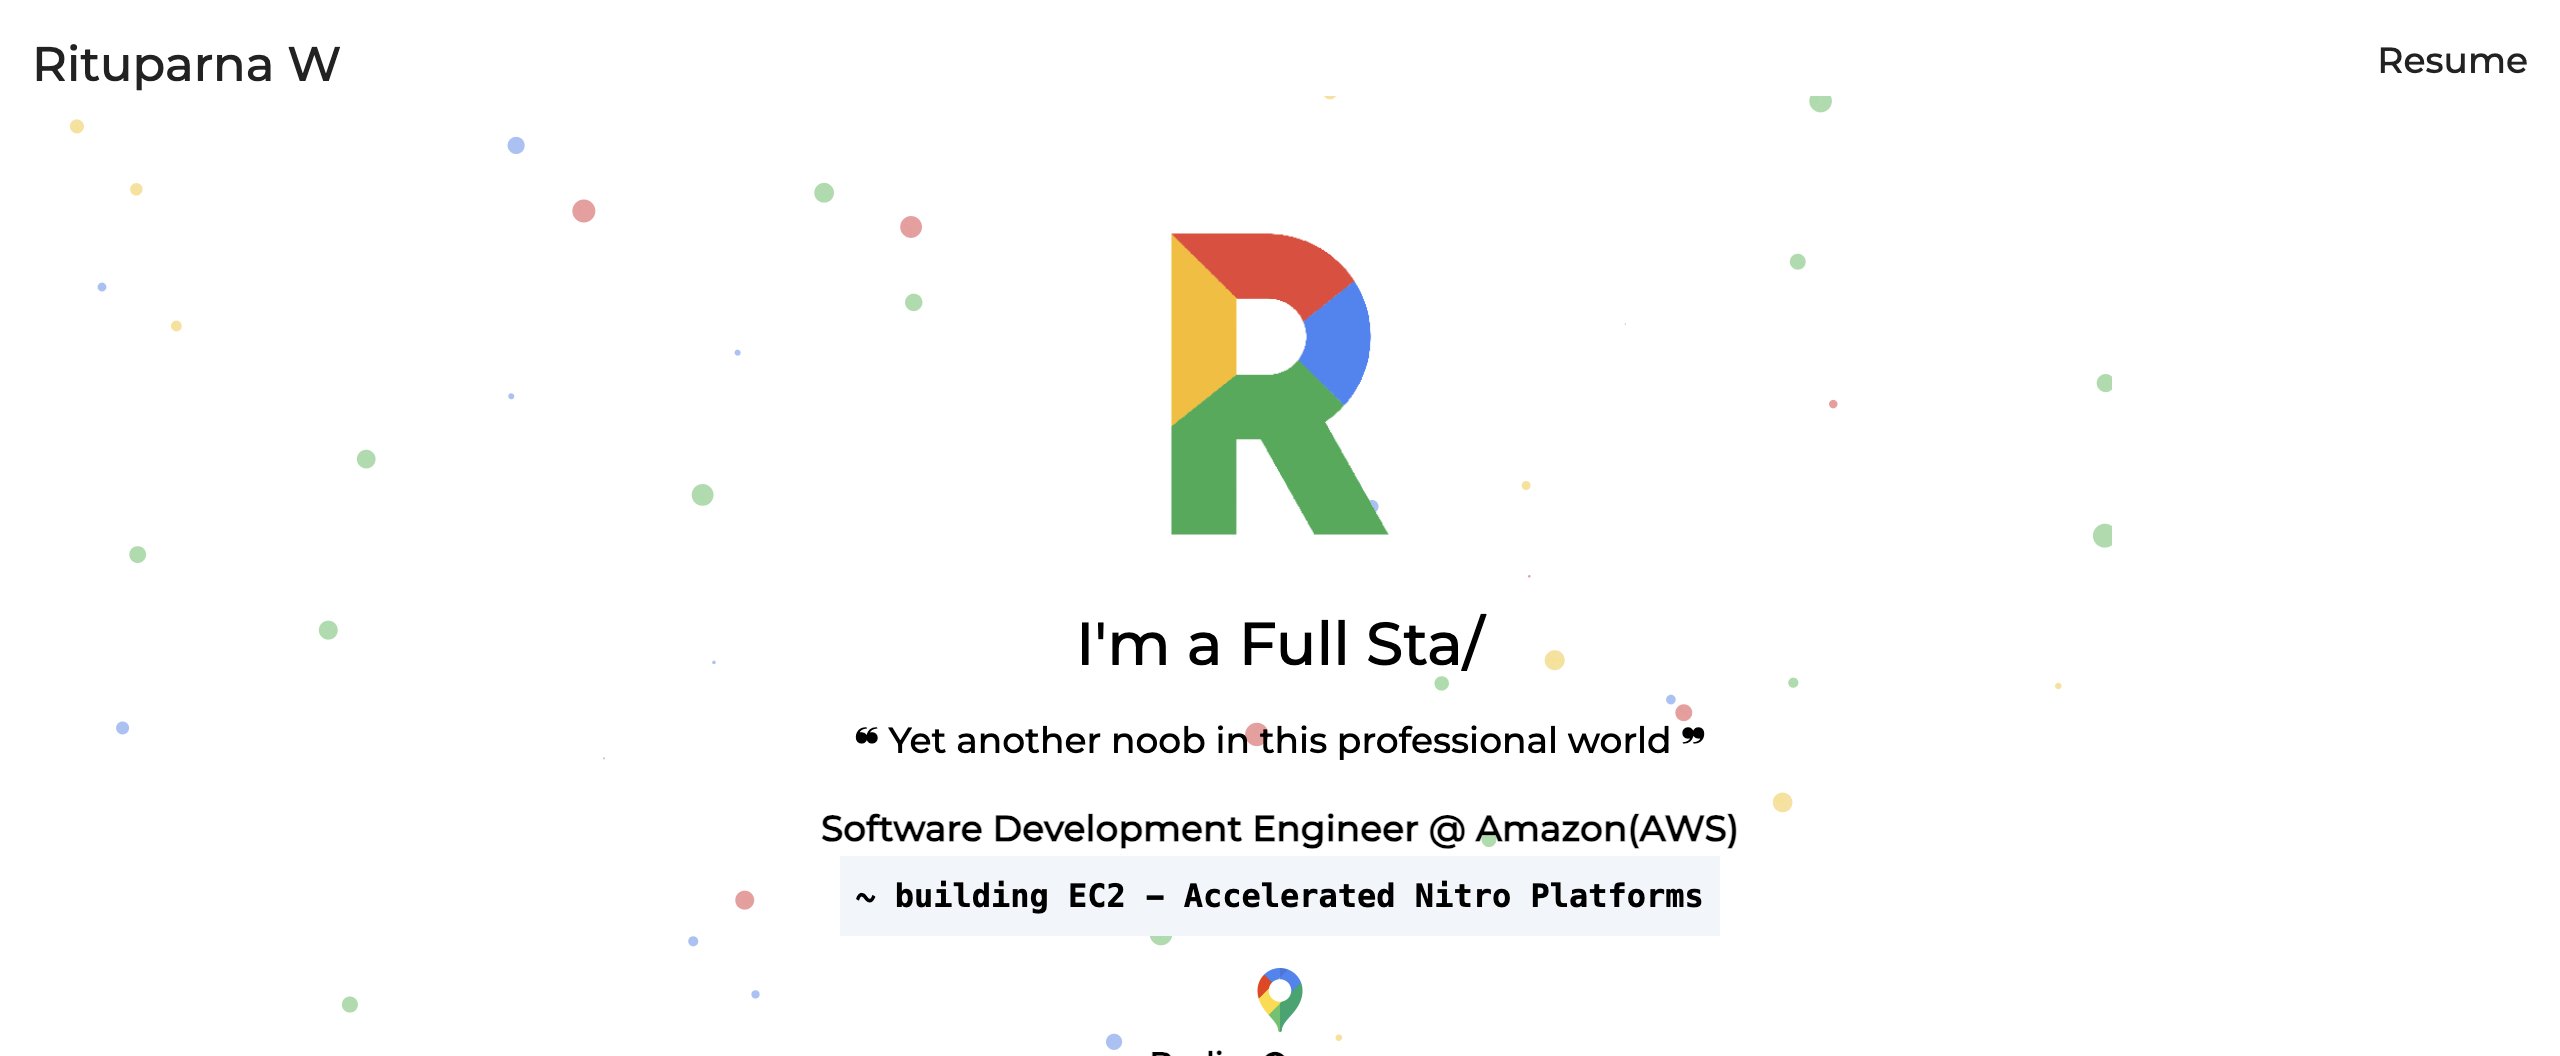 Rituparna W
Resume
R
I'm a Full Sta/
❝ Yet another noob in this professional world ❞
Software Development Engineer @ Amazon(AWS)
~ building EC2 – Accelerated Nitro Platforms